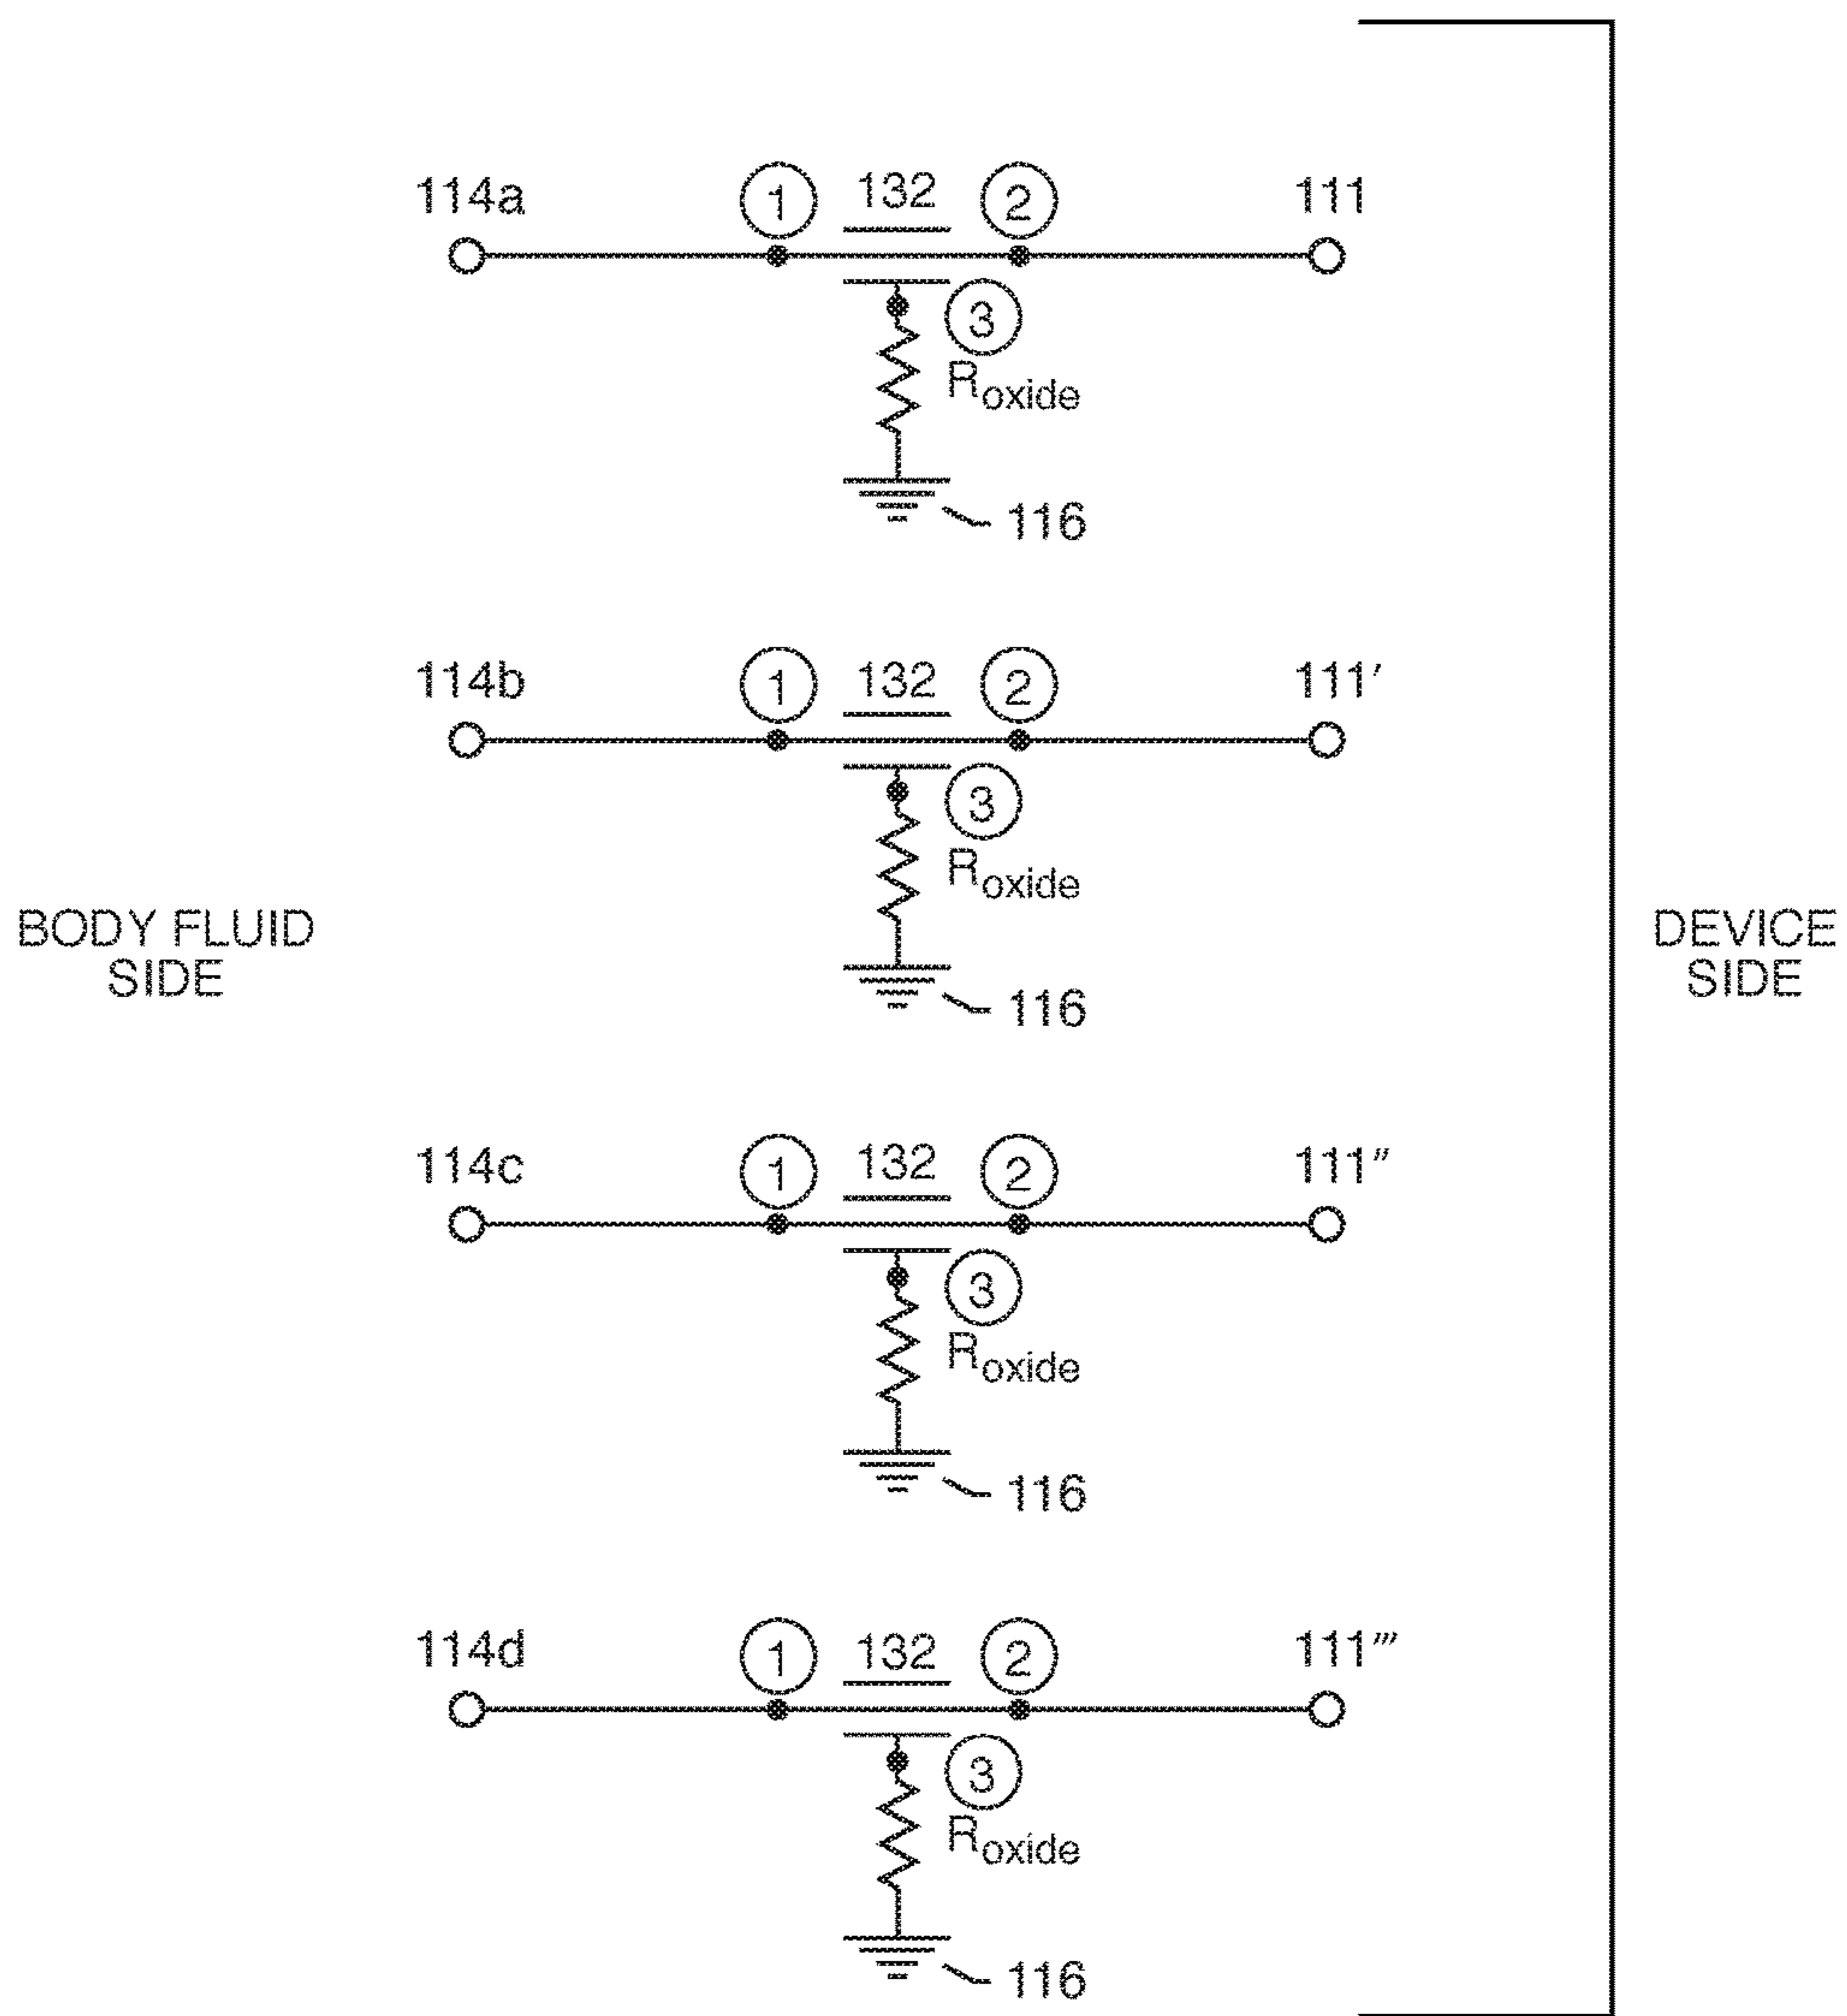 114a 1 132 2 111
3
Roxide
116
114b 1 132 2 111′
3
Roxide
116
BODY FLUID
SIDE
DEVICE
SIDE
114c 1 132 2 111″
3
Roxide
116
114d 1 132 2 111‴
3
Roxide
116